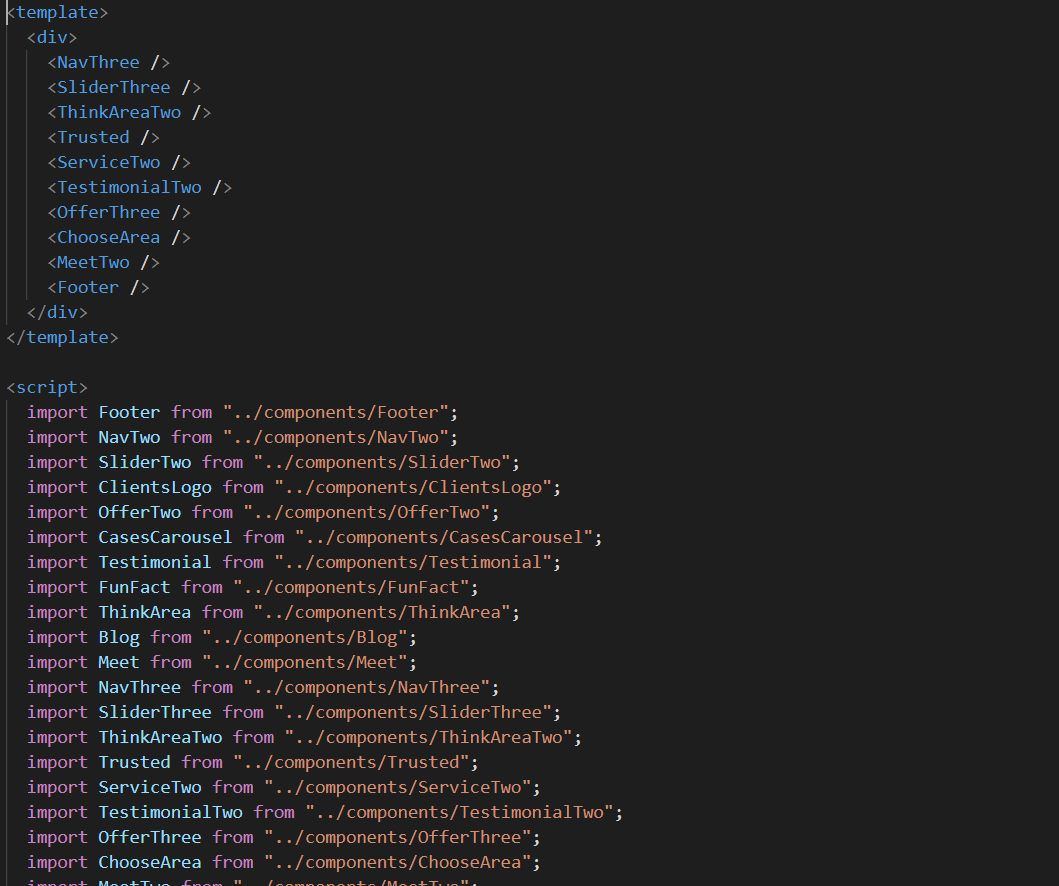 <template>
  <div>
    <NavThree />
    <SliderThree />
    <ThinkAreaTwo />
    <Trusted />
    <ServiceTwo />
    <TestimonialTwo />
    <OfferThree />
    <ChooseArea />
    <MeetTwo />
    <Footer />
  </div>
</template>

<script>
  import Footer from "../components/Footer";
  import NavTwo from "../components/NavTwo";
  import SliderTwo from "../components/SliderTwo";
  import ClientsLogo from "../components/ClientsLogo";
  import OfferTwo from "../components/OfferTwo";
  import CasesCarousel from "../components/CasesCarousel";
  import Testimonial from "../components/Testimonial";
  import FunFact from "../components/FunFact";
  import ThinkArea from "../components/ThinkArea";
  import Blog from "../components/Blog";
  import Meet from "../components/Meet";
  import NavThree from "../components/NavThree";
  import SliderThree from "../components/SliderThree";
  import ThinkAreaTwo from "../components/ThinkAreaTwo";
  import Trusted from "../components/Trusted";
  import ServiceTwo from "../components/ServiceTwo";
  import TestimonialTwo from "../components/TestimonialTwo";
  import OfferThree from "../components/OfferThree";
  import ChooseArea from "../components/ChooseArea";
  import MeetTwo from "../components/MeetTwo";